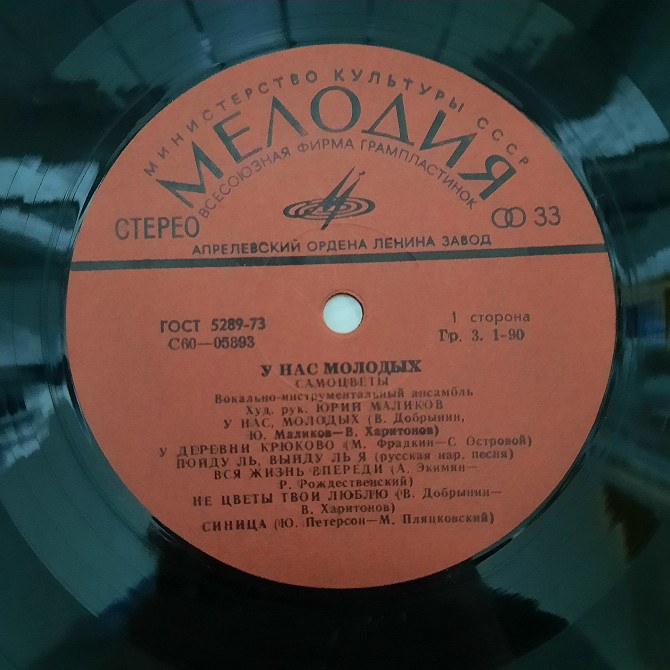 МИНИСТЕРСТВО КУЛЬТУРЫ СССР
МЕЛОДИЯ
ВСЕСОЮЗНАЯ ФИРМА ГРАМПЛАСТИНОК
СТЕРЕО
33
АПРЕЛЕВСКИЙ ОРДЕНА ЛЕНИНА ЗАВОД
ГОСТ 5289-73
1 сторона
С60—05893
Гр. 3. 1-90
У НАС МОЛОДЫХ
САМОЦВЕТЫ
Вокально-инструментальный ансамбль
Худ. рук. ЮРИЙ МАЛИКОВ
У НАС, МОЛОДЫХ (В. Добрынин,
Ю. Маликов—В. Харитонов)
У ДЕРЕВНИ КРЮКОВО (М. Фрадкин—С. Островой)
ПОЙДУ ЛЬ, ВЫЙДУ ЛЬ Я (русская нар. песня)
ВСЯ ЖИЗНЬ ВПЕРЕДИ (А. Экимян—
Р. Рождественский)
НЕ ЦВЕТЫ ТВОИ ЛЮБЛЮ (В. Добрынин—
В. Харитонов)
СИНИЦА (Ю. Петерсон—М. Пляцковский)